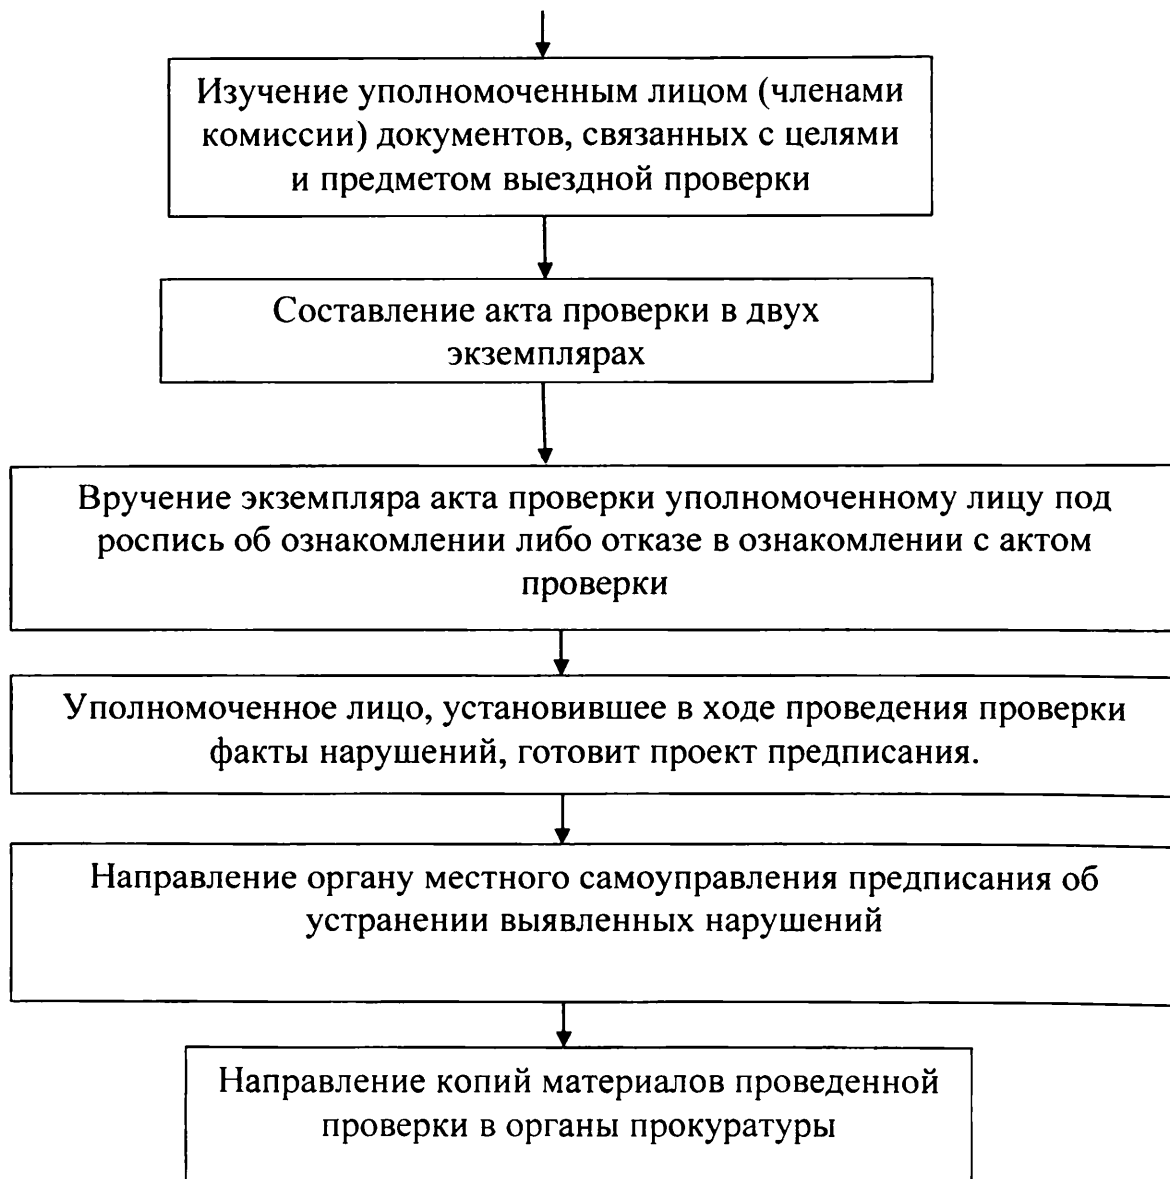 Изучение уполномоченным лицом (членами
комиссии) документов, связанных с целями
и предметом выездной проверки
Составление акта проверки в двух
экземплярах
Вручение экземпляра акта проверки уполномоченному лицу под
роспись об ознакомлении либо отказе в ознакомлении с актом
проверки
Уполномоченное лицо, установившее в ходе проведения проверки
факты нарушений, готовит проект предписания.
Направление органу местного самоуправления предписания об
устранении выявленных нарушений
Направление копий материалов проведенной
проверки в органы прокуратуры